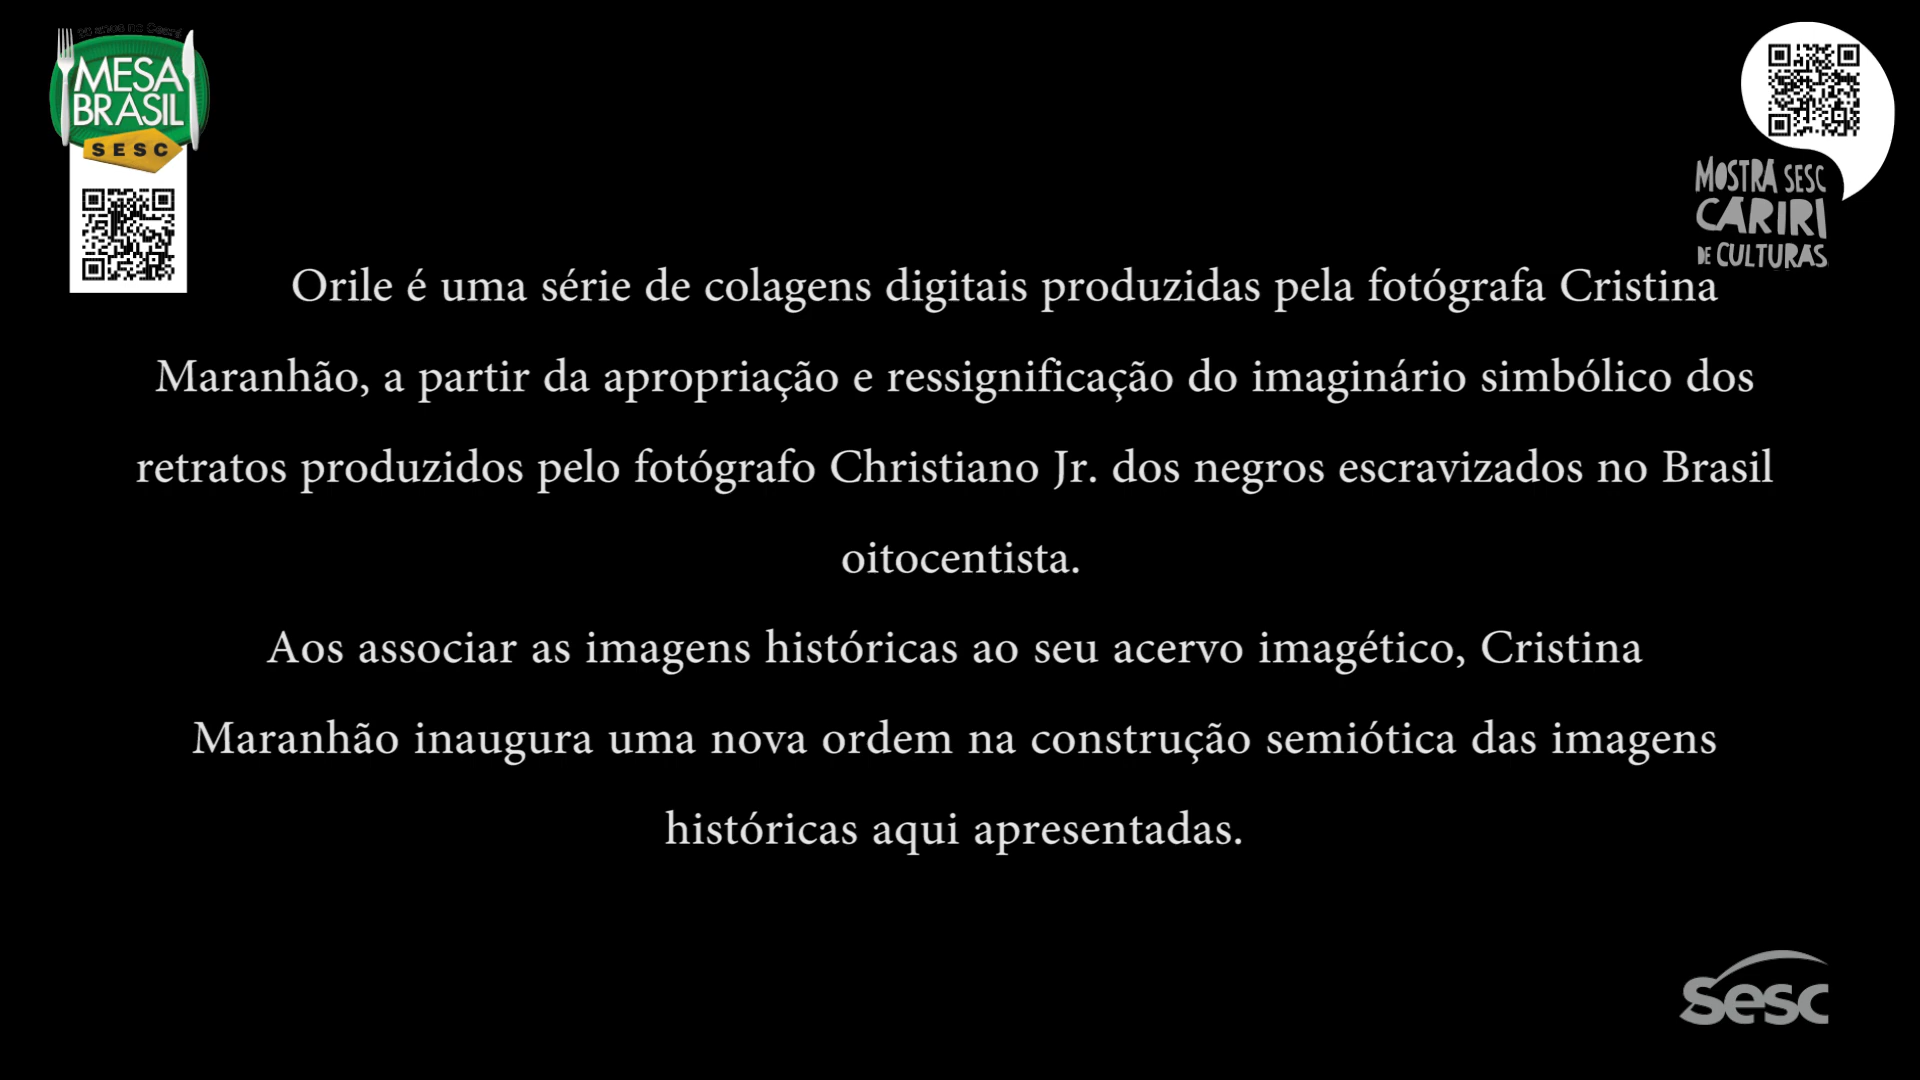 MESA
BRASIL
SESC
MOSTRA SESC
CARIRI
DE CULTURAS
Orile é uma série de colagens digitais produzidas pela fotógrafa Cristina
Maranhão, a partir da apropriação e ressignificação do imaginário simbólico dos
retratos produzidos pelo fotógrafo Christiano Jr. dos negros escravizados no Brasil
oitocentista.
Aos associar as imagens históricas ao seu acervo imagético, Cristina
Maranhão inaugura uma nova ordem na construção semiótica das imagens
históricas aqui apresentadas.
Sesc